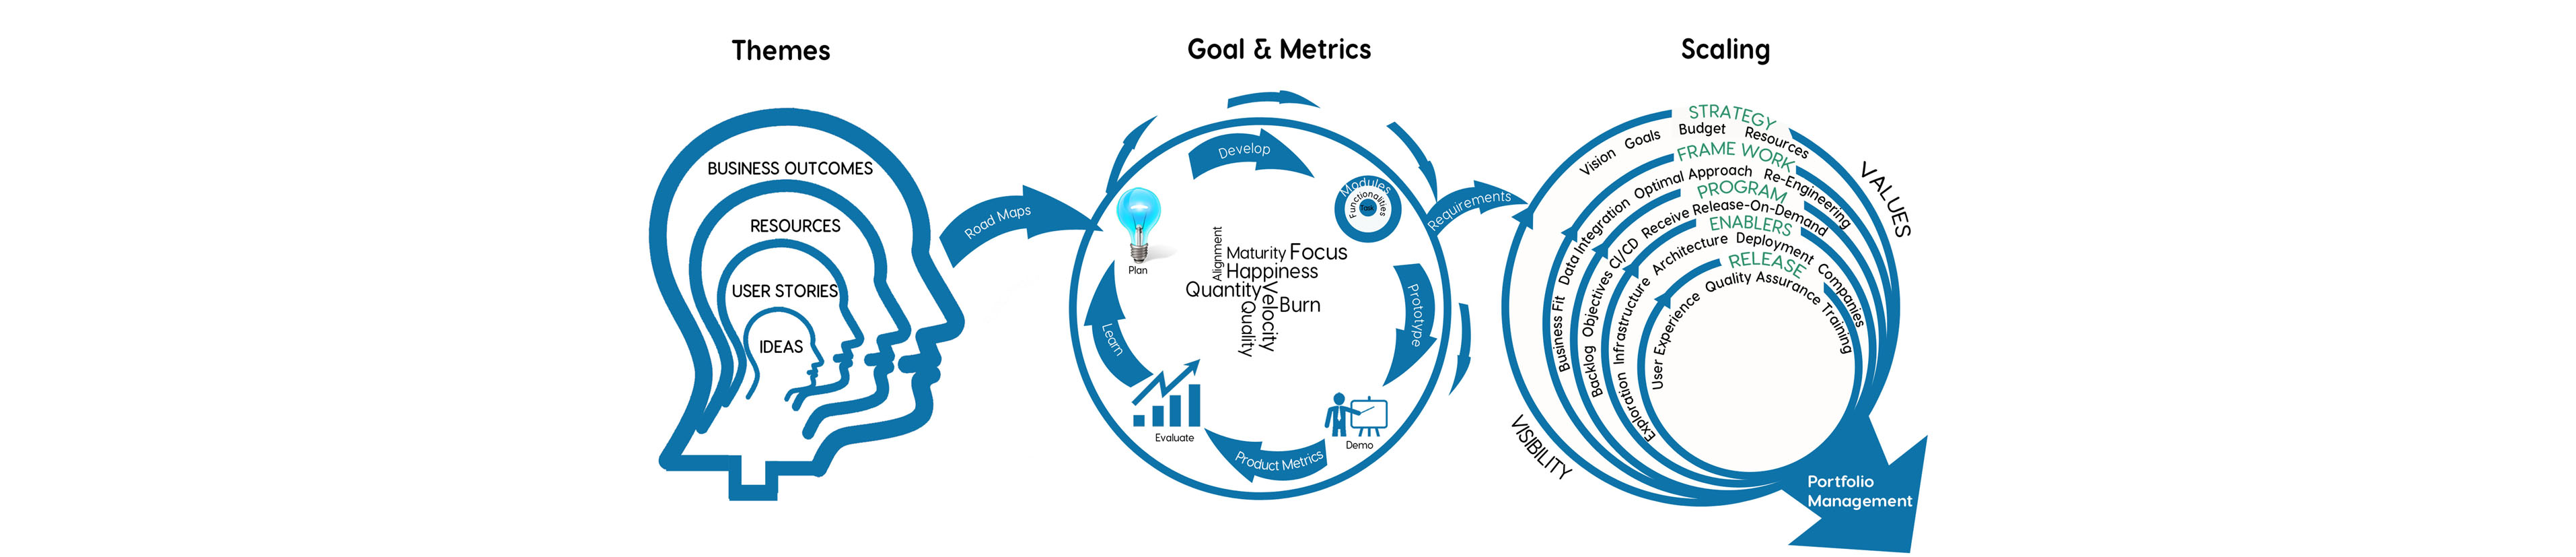 Themes
BUSINESS OUTCOMES
RESOURCES
USER STORIES
IDEAS
Road Maps
Goal & Metrics
Develop
Plan
Modules
Functionalities
Task
Prototype
Demo
Product Metrics
Evaluate
Learn
Alignment
Maturity
Focus
Happiness
Quantity
Velocity
Burn
Quality
Requirements
Scaling
STRATEGY
Vision Goals Budget Resources
FRAME WORK
Business Fit Data Integration Optimal Approach Re-Engineering
PROGRAM
Backlog Objectives CI/CD Receive Release-On-Demand
ENABLERS
Exploration Infrastructure Architecture Deployment Companies
RELEASE
User Experience Quality Assurance Training
VALUES
VISIBILITY
Portfolio
Management